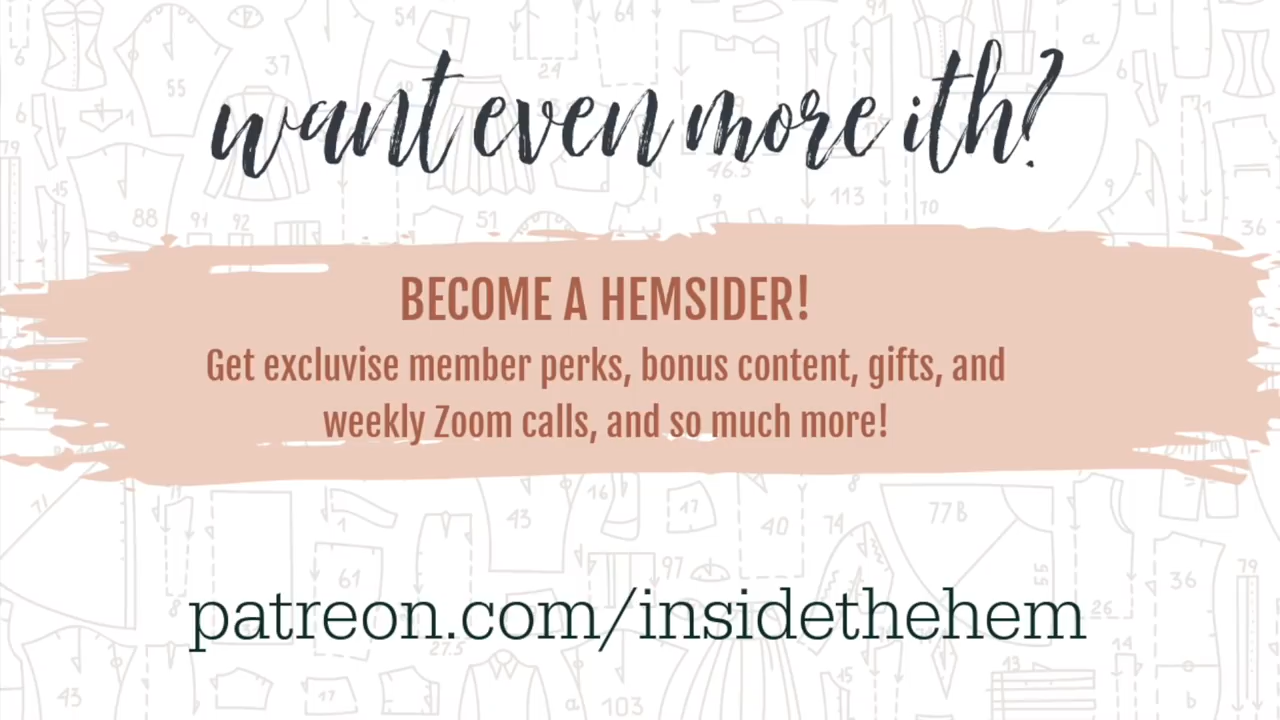 want even more ith?
BECOME A HEMSIDER!
Get excluvise member perks, bonus content, gifts, and
weekly Zoom calls, and so much more!
patreon.com/insidethehem